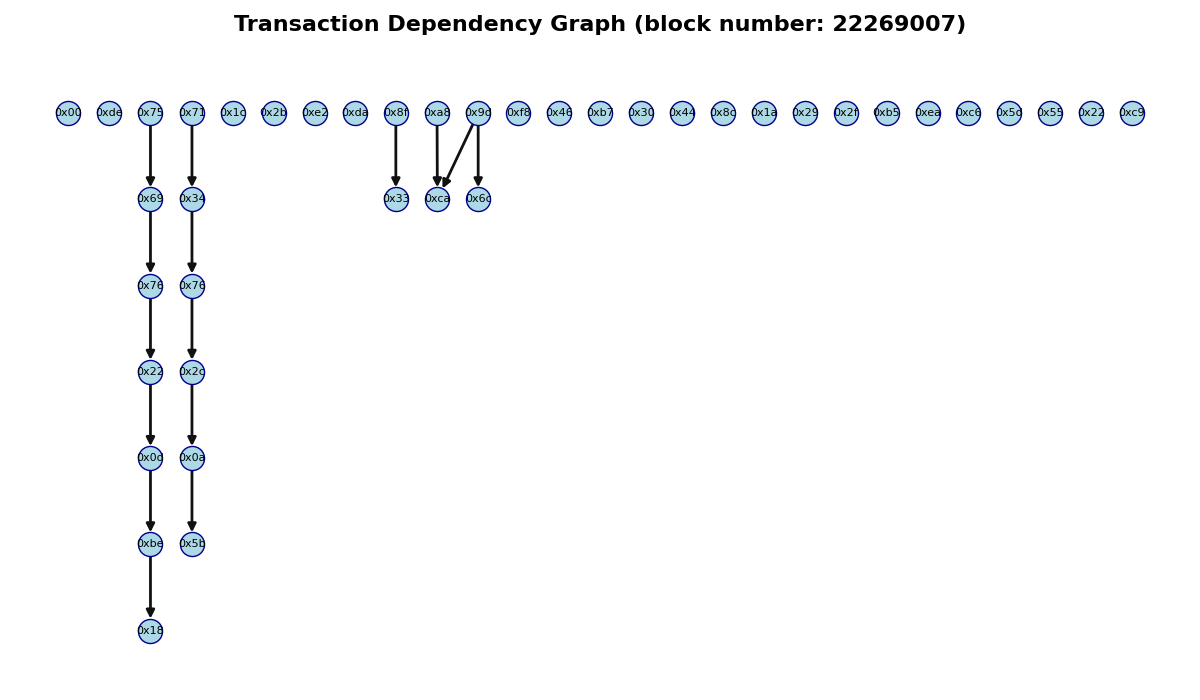 Transaction Dependency Graph (block number: 22269007)
0x00 0xde 0x75 0x71 0x1c 0x2b 0xe2 0xda 0x8f 0xa8 0x9d 0xf8 0x46 0xb7 0x30 0x44 0x8c 0x1a 0x29 0x2f 0xb5 0xea 0xc6 0x5d 0x55 0x22 0xc9
0x69 0x34 0x33 0xca 0x6c
0x76 0x76
0x22 0x2c
0x0d 0x0a
0xbe 0x5b
0x18